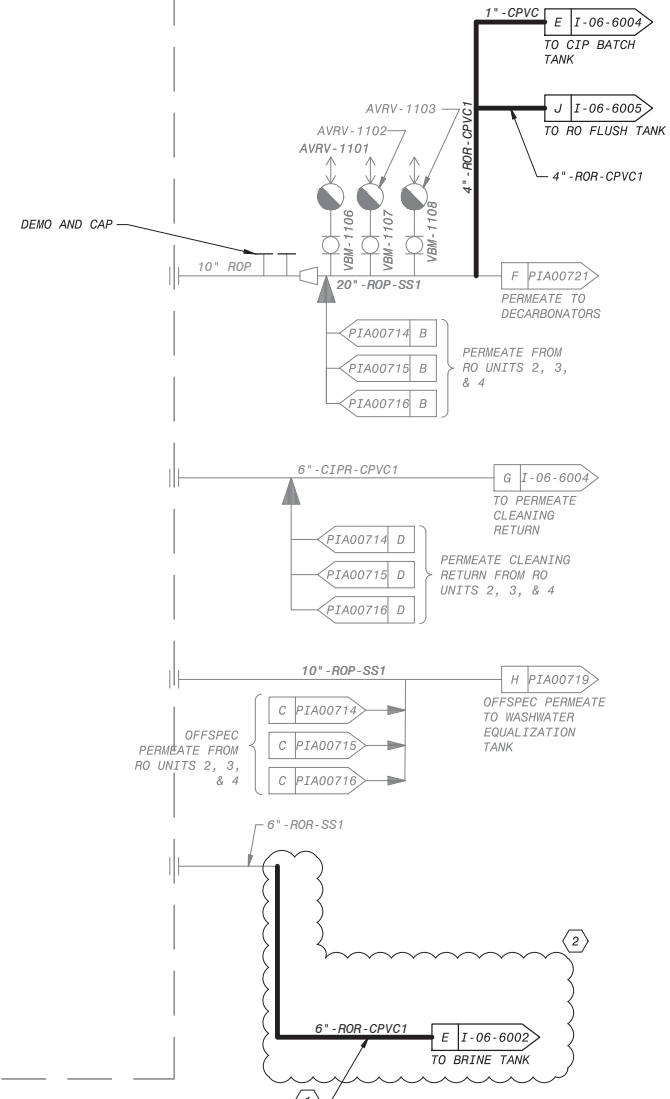 1"-CPVC
E I-06-6004
TO CIP BATCH
TANK
J I-06-6005
TO RO FLUSH TANK
4"-ROR-CPVC1
4"-ROR-CPVC1
AVRV-1103
AVRV-1102
AVRV-1101
VBM-1106
VBM-1107
VBM-1108
DEMO AND CAP
10" ROP
20"-ROP-SS1
F PIA00721
PERMEATE TO
DECARBONATORS
PIA00714 B
PIA00715 B
PIA00716 B
PERMEATE FROM
RO UNITS 2, 3,
& 4
6"-CIPR-CPVC1
G I-06-6004
TO PERMEATE
CLEANING
RETURN
PIA00714 D
PIA00715 D
PIA00716 D
PERMEATE CLEANING
RETURN FROM RO
UNITS 2, 3, & 4
10"-ROP-SS1
H PIA00719
OFFSPEC PERMEATE
TO WASHWATER
EQUALIZATION
TANK
C PIA00714
C PIA00715
C PIA00716
OFFSPEC
PERMEATE FROM
RO UNITS 2, 3,
& 4
6"-ROR-SS1
2
6"-ROR-CPVC1
E I-06-6002
TO BRINE TANK